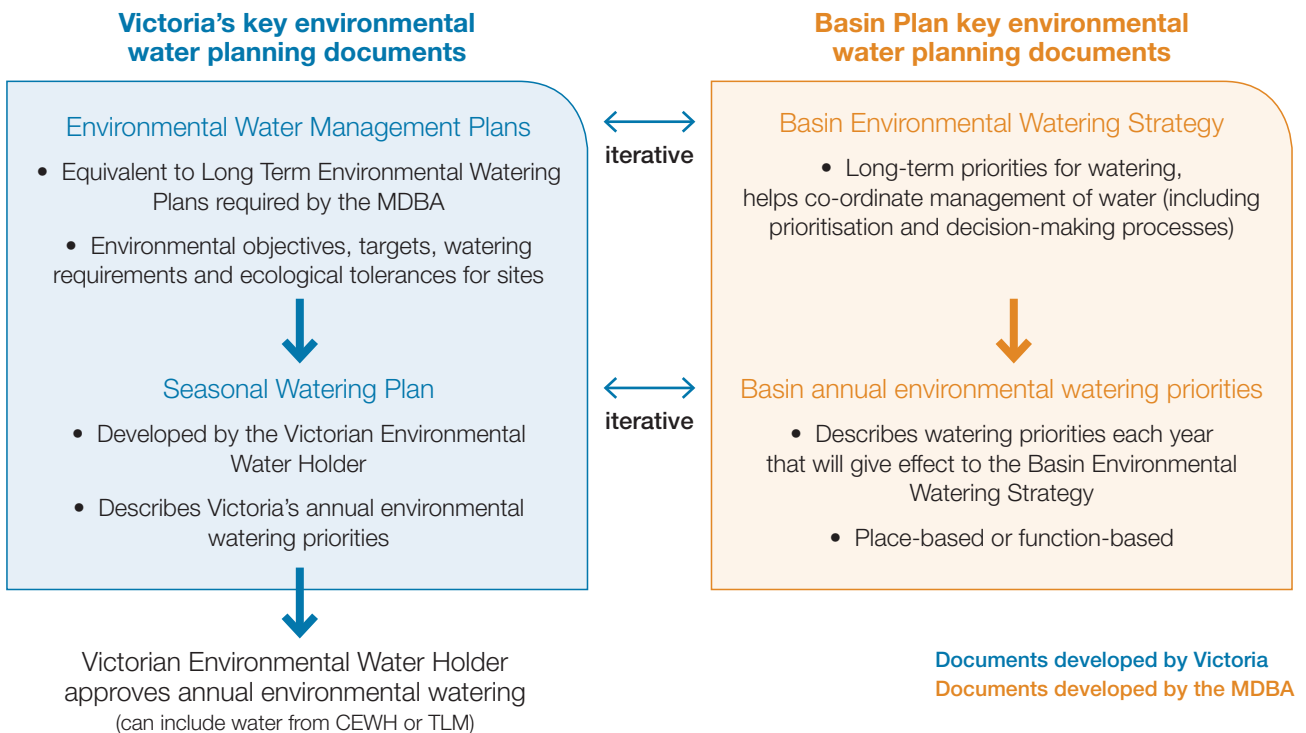 Victoria's key environmental
water planning documents
Environmental Water Management Plans
• Equivalent to Long Term Environmental Watering
Plans required by the MDBA
• Environmental objectives, targets, watering
requirements and ecological tolerances for sites
Seasonal Watering Plan
• Developed by the Victorian Environmental
Water Holder
• Describes Victoria's annual environmental
watering priorities
Victorian Environmental Water Holder
approves annual environmental watering
(can include water from CEWH or TLM)
iterative
iterative
Basin Plan key environmental
water planning documents
Basin Environmental Watering Strategy
• Long-term priorities for watering,
helps co-ordinate management of water (including
prioritisation and decision-making processes)
Basin annual environmental watering priorities
• Describes watering priorities each year
that will give effect to the Basin Environmental
Watering Strategy
• Place-based or function-based
Documents developed by Victoria
Documents developed by the MDBA